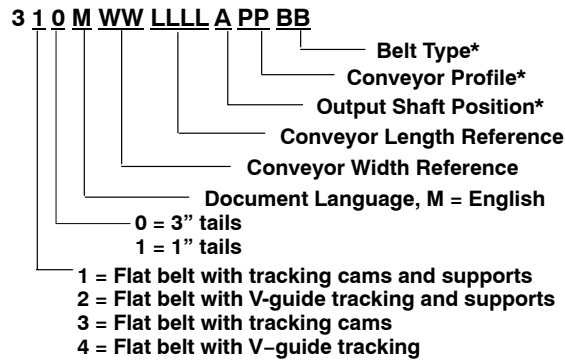 3 1 0 M WW LLLL A PP BB
Belt Type*
Conveyor Profile*
Output Shaft Position*
Conveyor Length Reference
Conveyor Width Reference
Document Language, M = English
0 = 3” tails
1 = 1” tails
1 = Flat belt with tracking cams and supports
2 = Flat belt with V-guide tracking and supports
3 = Flat belt with tracking cams
4 = Flat belt with V−guide tracking